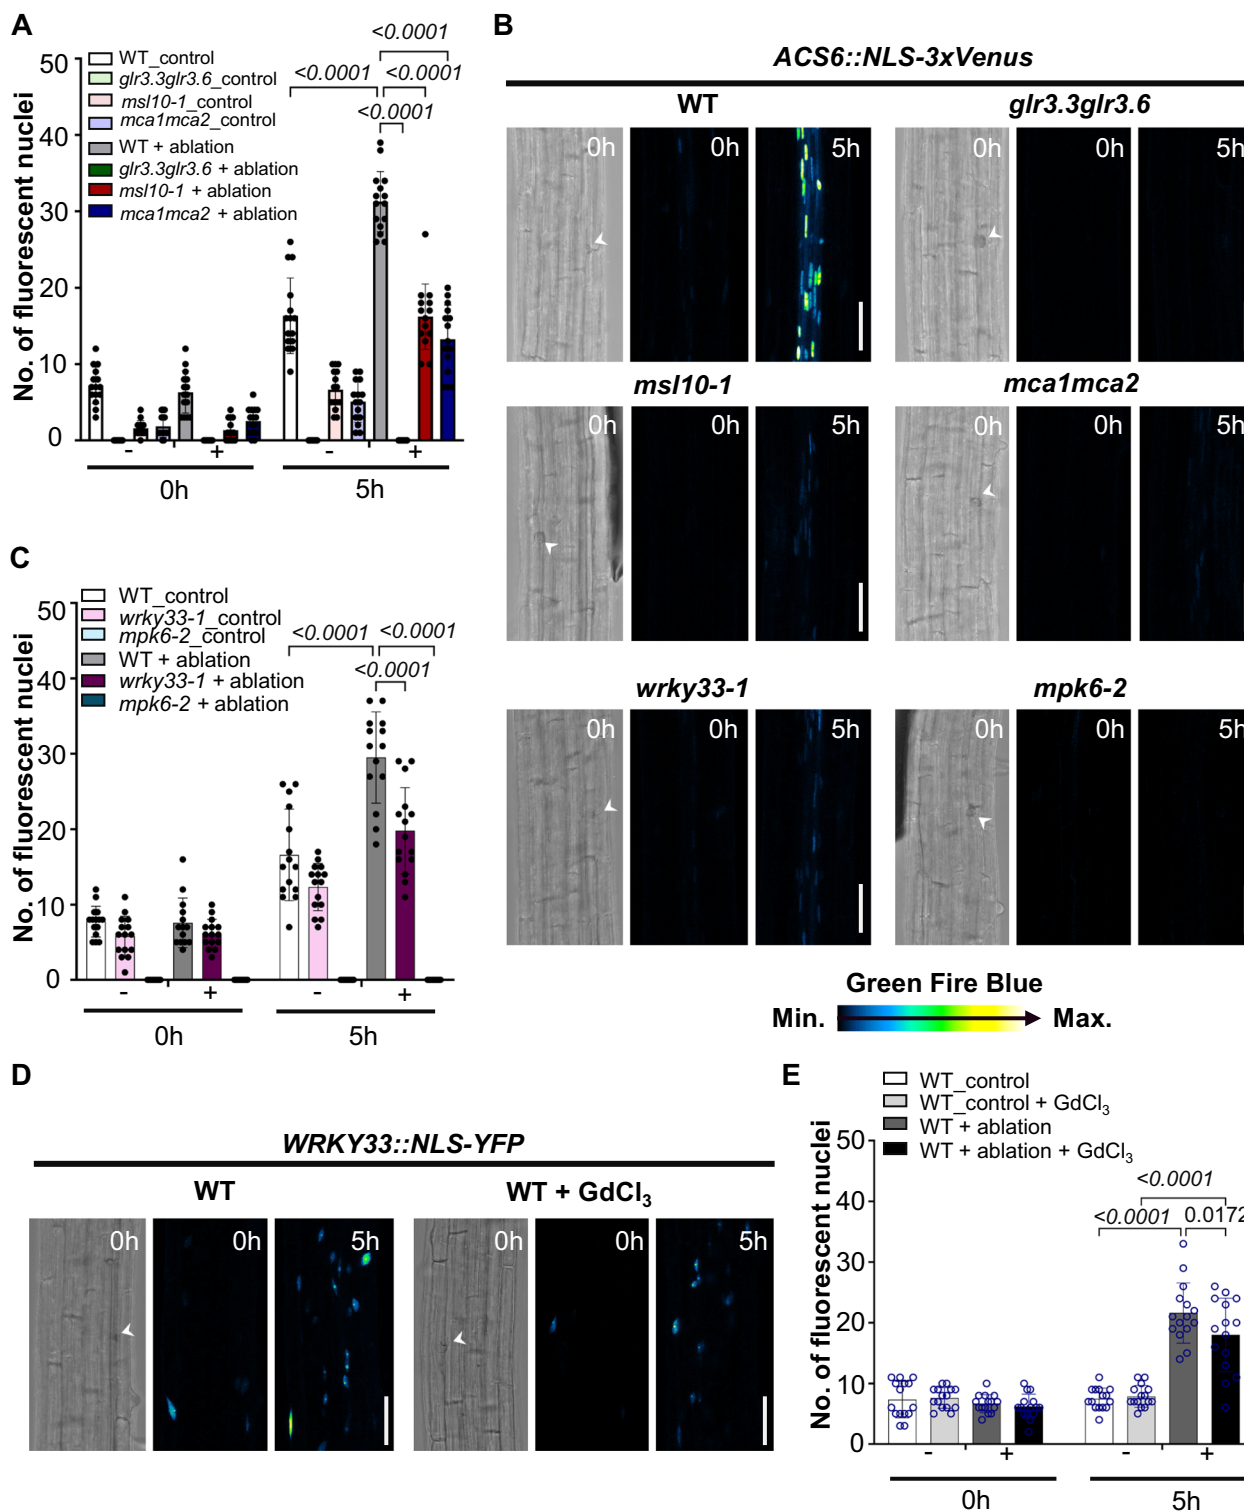 A
WT_control
glr3.3glr3.6_control
msl10-1_control
mca1mca2_control
WT + ablation
glr3.3glr3.6 + ablation
msl10-1 + ablation
mca1mca2 + ablation
No. of fluorescent nuclei
50
40
30
20
10
0
<0.0001
<0.0001
<0.0001
<0.0001
- + - +
0h 5h
B
ACS6::NLS-3xVenus
WT glr3.3glr3.6
0h 0h 5h 0h 0h 5h
msl10-1 mca1mca2
0h 0h 5h 0h 0h 5h
wrky33-1 mpk6-2
0h 0h 5h 0h 0h 5h
Green Fire Blue
Min. Max.
C
WT_control
wrky33-1_control
mpk6-2_control
WT + ablation
wrky33-1 + ablation
mpk6-2 + ablation
No. of fluorescent nuclei
50
40
30
20
10
0
<0.0001 <0.0001
<0.0001
- + - +
0h 5h
D
WRKY33::NLS-YFP
WT WT + GdCl₃
0h 0h 5h 0h 0h 5h
E
WT_control
WT_control + GdCl₃
WT + ablation
WT + ablation + GdCl₃
No. of fluorescent nuclei
50
40
30
20
10
0
<0.0001
<0.0001 0.0172
- + - +
0h 5h